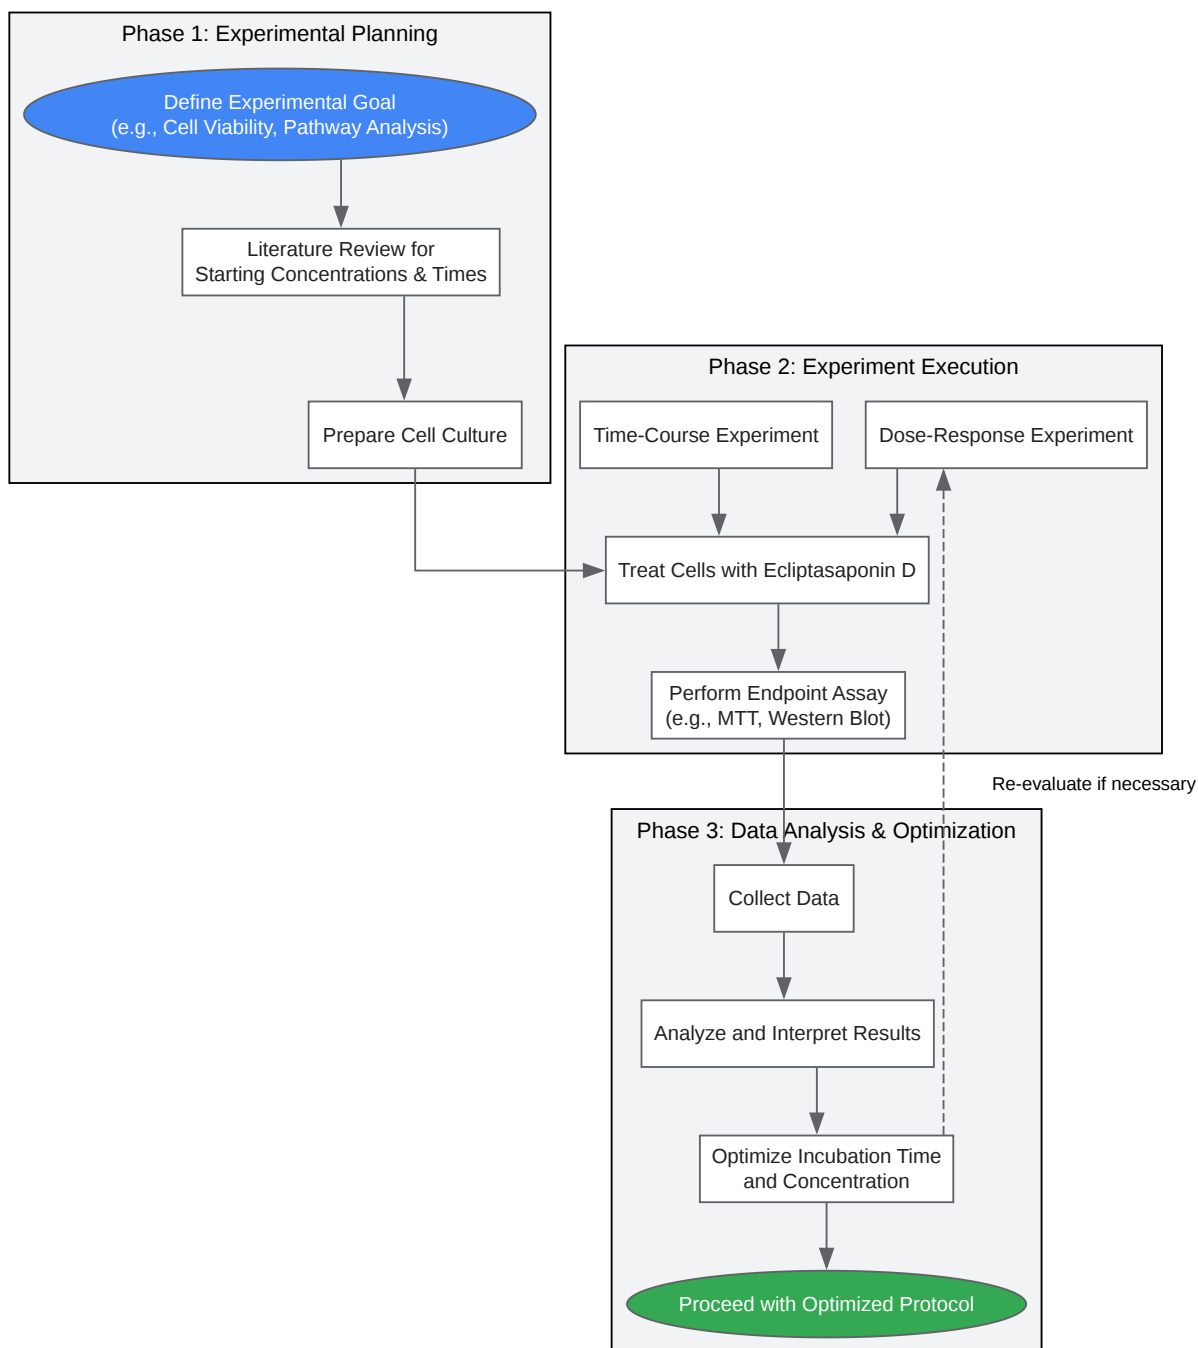 Phase 1: Experimental Planning
Define Experimental Goal
(e.g., Cell Viability, Pathway Analysis)
Literature Review for
Starting Concentrations & Times
Prepare Cell Culture
Phase 2: Experiment Execution
Time-Course Experiment
Dose-Response Experiment
Treat Cells with Ecliptasaponin D
Perform Endpoint Assay
(e.g., MTT, Western Blot)
Re-evaluate if necessary
Phase 3: Data Analysis & Optimization
Collect Data
Analyze and Interpret Results
Optimize Incubation Time
and Concentration
Proceed with Optimized Protocol